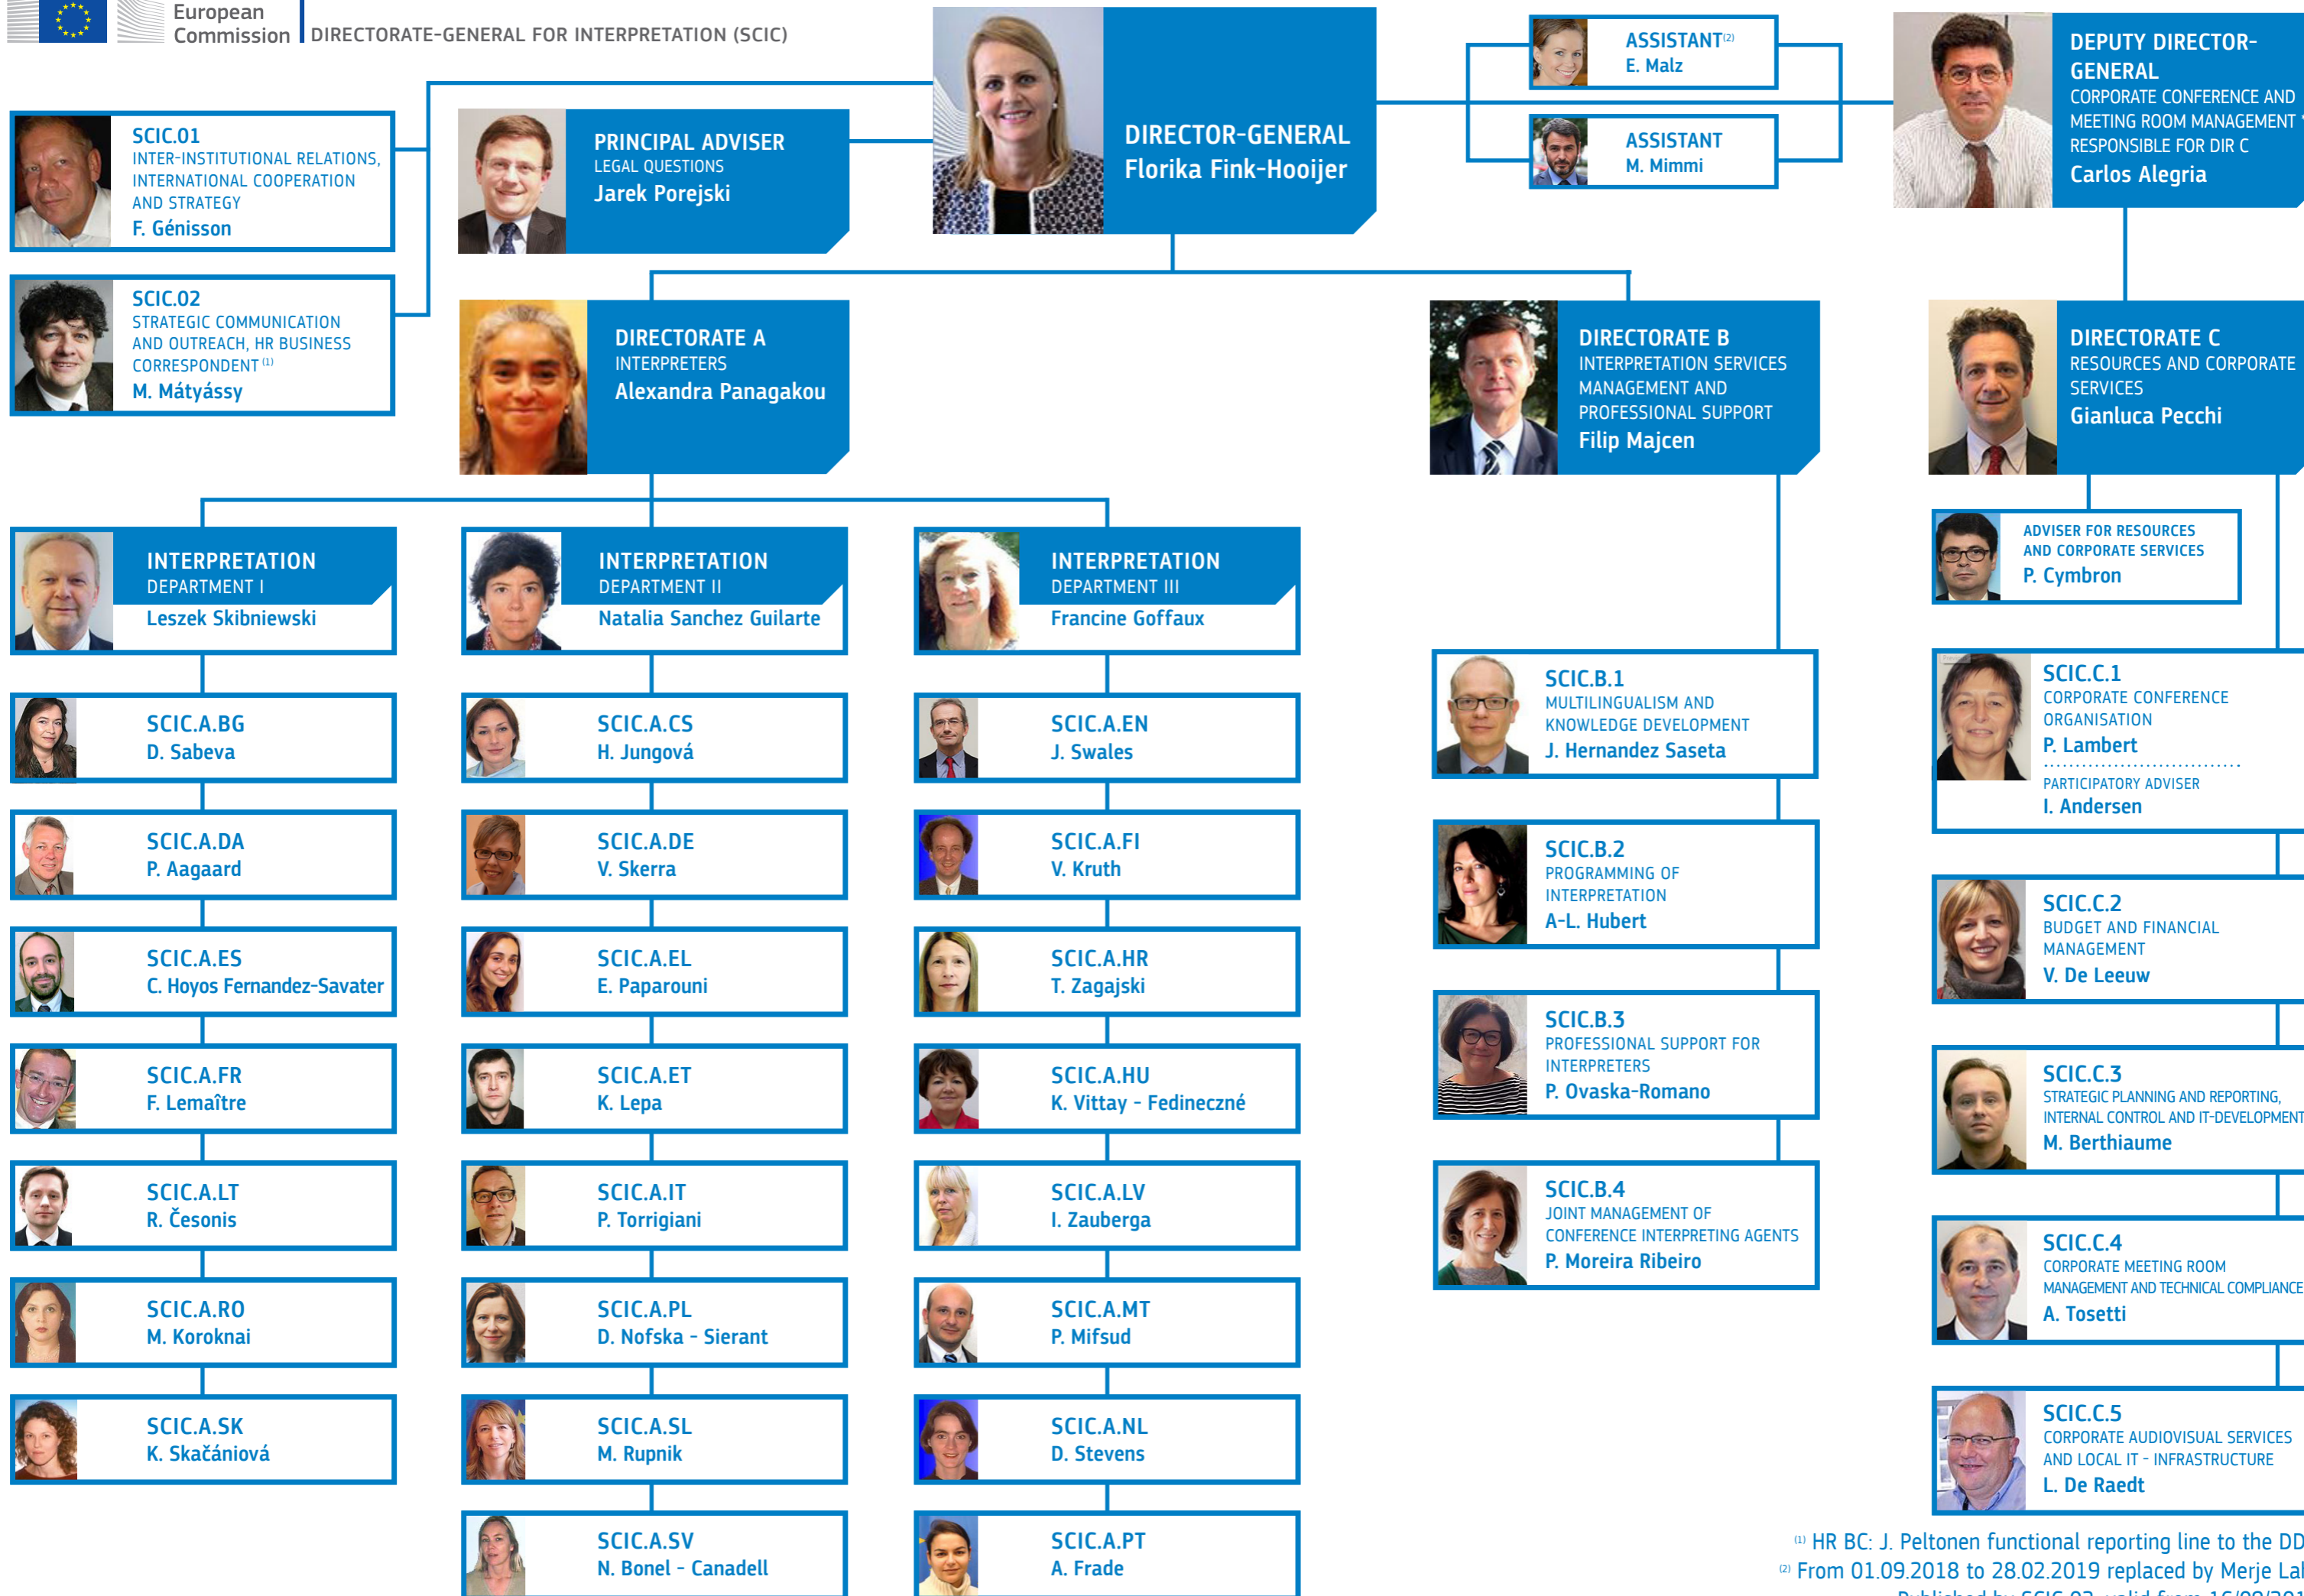 European
Commission
DIRECTORATE-GENERAL FOR INTERPRETATION (SCIC)
DIRECTOR-GENERAL
Florika Fink-Hooijer
ASSISTANT(2)
E. Malz
ASSISTANT
M. Mimmi
DEPUTY DIRECTOR-
GENERAL
CORPORATE CONFERENCE AND
MEETING ROOM MANAGEMENT
RESPONSIBLE FOR DIR C
Carlos Alegria
SCIC.01
INTER-INSTITUTIONAL RELATIONS,
INTERNATIONAL COOPERATION
AND STRATEGY
F. Génisson
PRINCIPAL ADVISER
LEGAL QUESTIONS
Jarek Porejski
SCIC.02
STRATEGIC COMMUNICATION
AND OUTREACH, HR BUSINESS
CORRESPONDENT (1)
M. Mátyássy
DIRECTORATE A
INTERPRETERS
Alexandra Panagakou
DIRECTORATE B
INTERPRETATION SERVICES
MANAGEMENT AND
PROFESSIONAL SUPPORT
Filip Majcen
DIRECTORATE C
RESOURCES AND CORPORATE
SERVICES
Gianluca Pecchi
INTERPRETATION
DEPARTMENT I
Leszek Skibniewski
SCIC.A.BG
D. Sabeva
SCIC.A.DA
P. Aagaard
SCIC.A.ES
C. Hoyos Fernandez-Savater
SCIC.A.FR
F. Lemaître
SCIC.A.LT
R. Česonis
SCIC.A.RO
M. Koroknai
SCIC.A.SK
K. Skačániová
INTERPRETATION
DEPARTMENT II
Natalia Sanchez Guilarte
SCIC.A.CS
H. Jungová
SCIC.A.DE
V. Skerra
SCIC.A.EL
E. Paparouni
SCIC.A.ET
K. Lepa
SCIC.A.IT
P. Torrigiani
SCIC.A.PL
D. Nofska - Sierant
SCIC.A.SL
M. Rupnik
SCIC.A.SV
N. Bonel - Canadell
INTERPRETATION
DEPARTMENT III
Francine Goffaux
SCIC.A.EN
J. Swales
SCIC.A.FI
V. Kruth
SCIC.A.HR
T. Zagajski
SCIC.A.HU
K. Vittay - Fedineczné
SCIC.A.LV
I. Zauberga
SCIC.A.MT
P. Mifsud
SCIC.A.NL
D. Stevens
SCIC.A.PT
A. Frade
SCIC.B.1
MULTILINGUALISM AND
KNOWLEDGE DEVELOPMENT
J. Hernandez Saseta
SCIC.B.2
PROGRAMMING OF
INTERPRETATION
A-L. Hubert
SCIC.B.3
PROFESSIONAL SUPPORT FOR
INTERPRETERS
P. Ovaska-Romano
SCIC.B.4
JOINT MANAGEMENT OF
CONFERENCE INTERPRETING AGENTS
P. Moreira Ribeiro
ADVISER FOR RESOURCES
AND CORPORATE SERVICES
P. Cymbron
SCIC.C.1
CORPORATE CONFERENCE
ORGANISATION
P. Lambert
PARTICIPATORY ADVISER
I. Andersen
SCIC.C.2
BUDGET AND FINANCIAL
MANAGEMENT
V. De Leeuw
SCIC.C.3
STRATEGIC PLANNING AND REPORTING,
INTERNAL CONTROL AND IT-DEVELOPMENT
M. Berthiaume
SCIC.C.4
CORPORATE MEETING ROOM
MANAGEMENT AND TECHNICAL COMPLIANCE
A. Tosetti
SCIC.C.5
CORPORATE AUDIOVISUAL SERVICES
AND LOCAL IT - INFRASTRUCTURE
L. De Raedt
(1) HR BC: J. Peltonen functional reporting line to the
(2) From 01.09.2018 to 28.02.2019 replaced by Merje
Published by SCIC.02, valid from